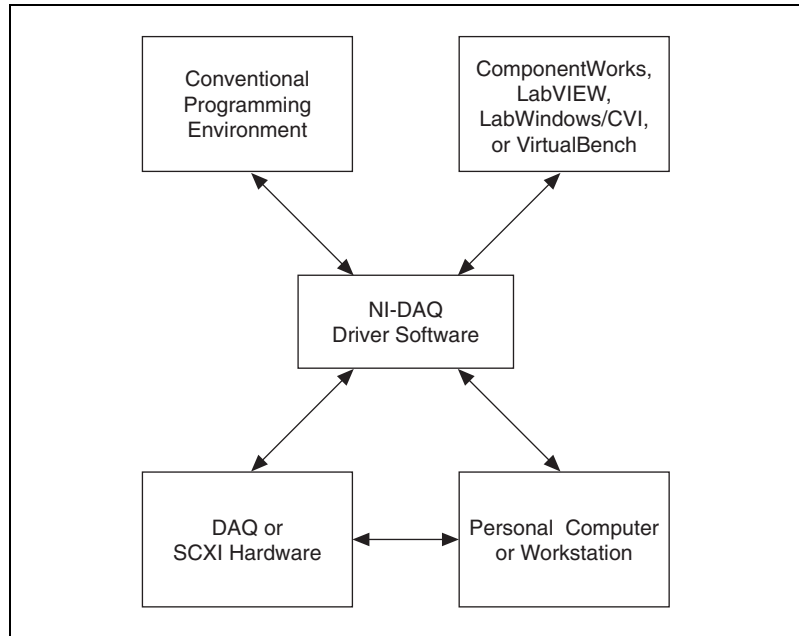 Conventional
Programming
Environment
ComponentWorks,
LabVIEW,
LabWindows/CVI,
or VirtualBench
NI-DAQ
Driver Software
DAQ or
SCXI Hardware
Personal Computer
or Workstation